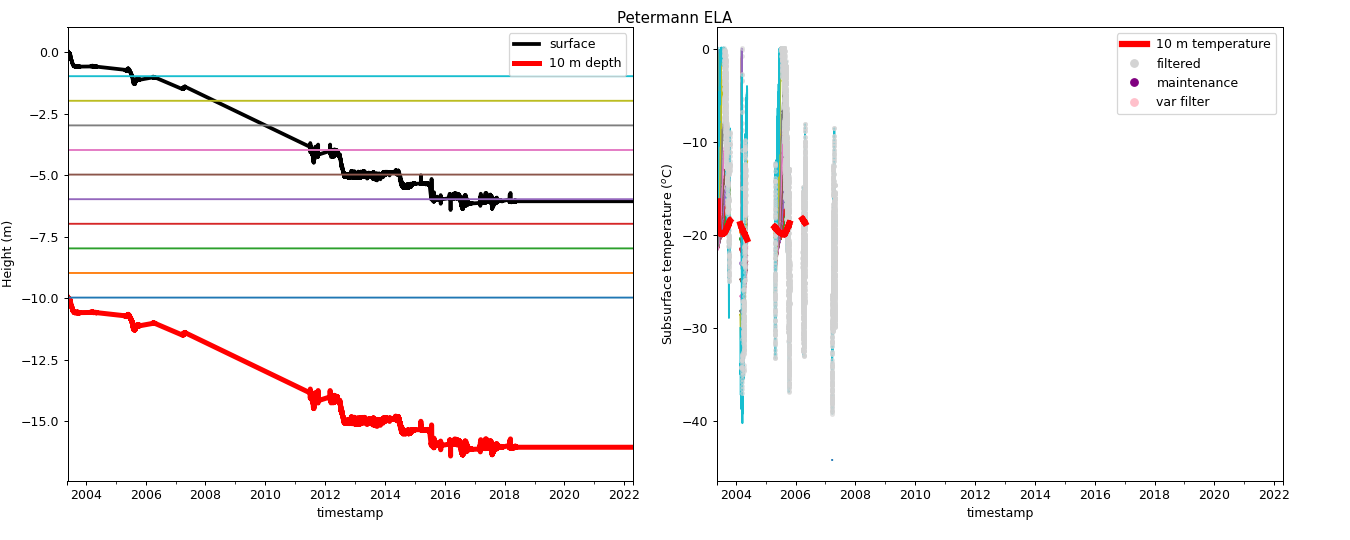 Petermann ELA
surface
10 m depth
0.0
−2.5
−5.0
−7.5
−10.0
−12.5
−15.0
Height (m)
2004 2006 2008 2010 2012 2014 2016 2018 2020 2022
timestamp
10 m temperature
filtered
maintenance
var filter
0
−10
−20
−30
−40
Subsurface temperature (°C)
2004 2006 2008 2010 2012 2014 2016 2018 2020 2022
timestamp